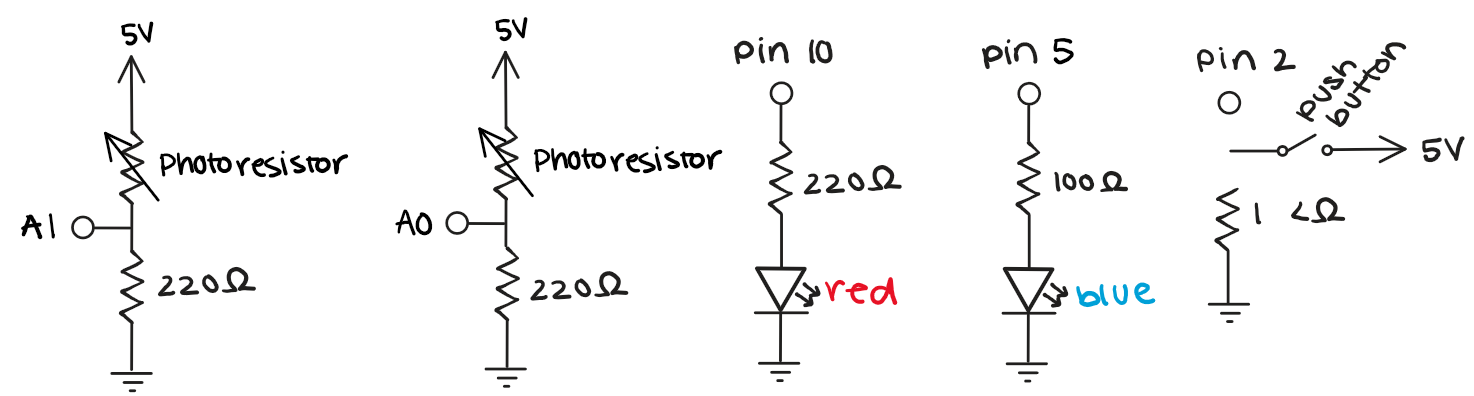 5V
Photoresistor
A1
220Ω
5V
Photoresistor
A0
220Ω
pin 10
220Ω
red
pin 5
100Ω
blue
pin 2
push
button
5V
1 <Ω